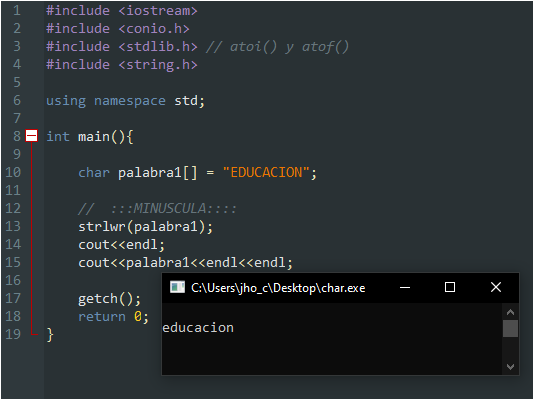 1 #include <iostream>
2 #include <conio.h>
3 #include <stdlib.h> // atoi() y atof()
4 #include <string.h>
5
6 using namespace std;
7
8 int main(){
9
10 char palabra1[] = "EDUCACION";
11
12 // :::MINUSCULA::::
13 strlwr(palabra1);
14 cout<<endl;
15 cout<<palabra1<<endl<<endl;
16
17 getch();
18 return 0;
19 }
C:\Users\jho_c\Desktop\char.exe
educacion